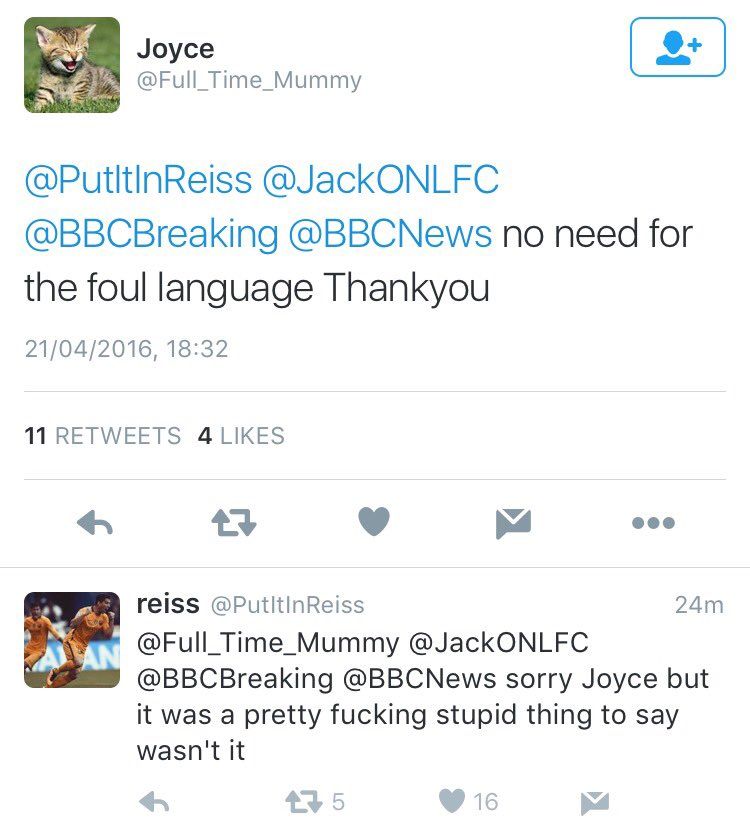 Joyce
@Full_Time_Mummy
@PutItInReiss @JackONLFC
@BBCBreaking @BBCNews no need for
the foul language Thankyou
21/04/2016, 18:32
11 RETWEETS 4 LIKES
reiss @PutItInReiss 24m
@Full_Time_Mummy @JackONLFC
@BBCBreaking @BBCNews sorry Joyce but
it was a pretty fucking stupid thing to say
wasn't it
5 16